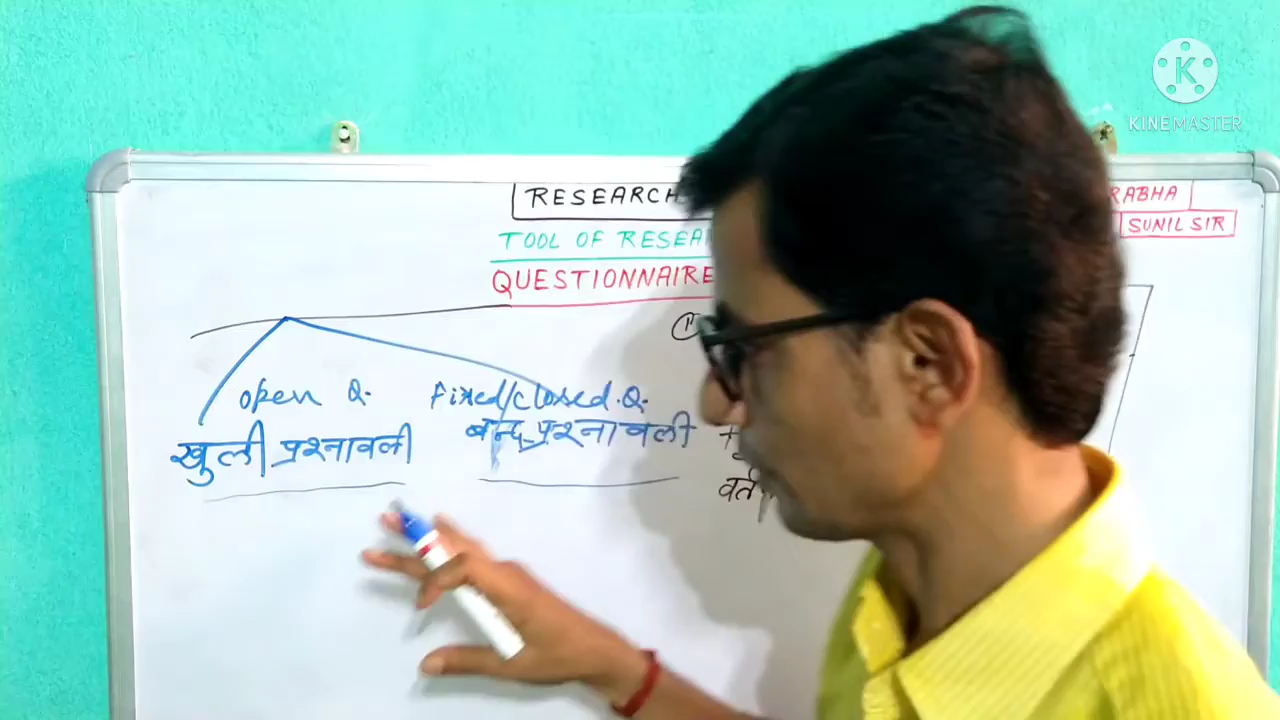 KINEMASTER
RESEARCH RABHA
TOOL OF RESEA SUNIL SIR
QUESTIONNAIRE
open Q. Fixed/closed.Q.
खुली प्रश्नावली बन्द प्रश्नावली